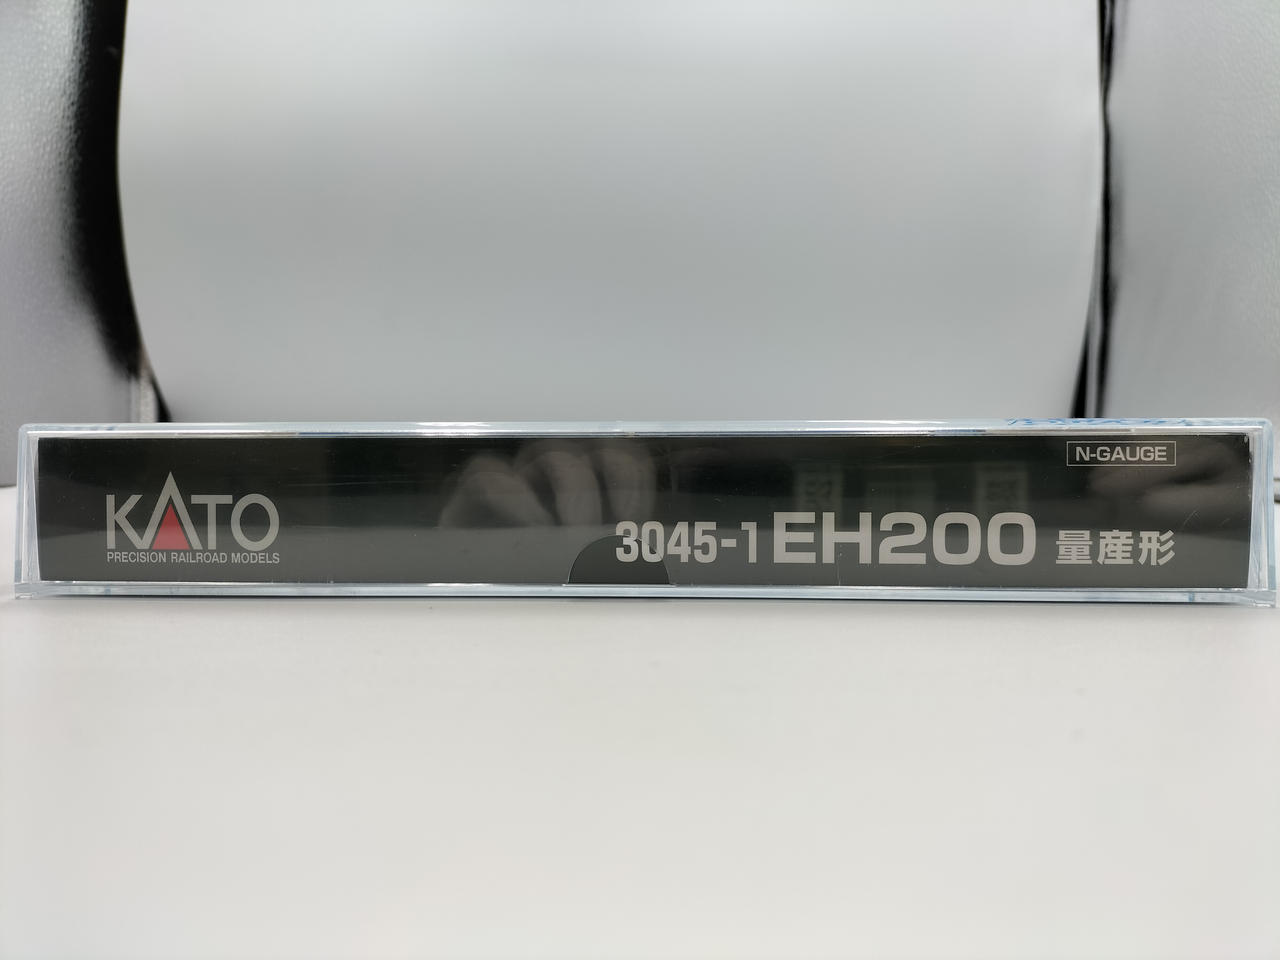 KATO
PRECISION RAILROAD MODELS
N-GAUGE
3045-1 EH200 量産形